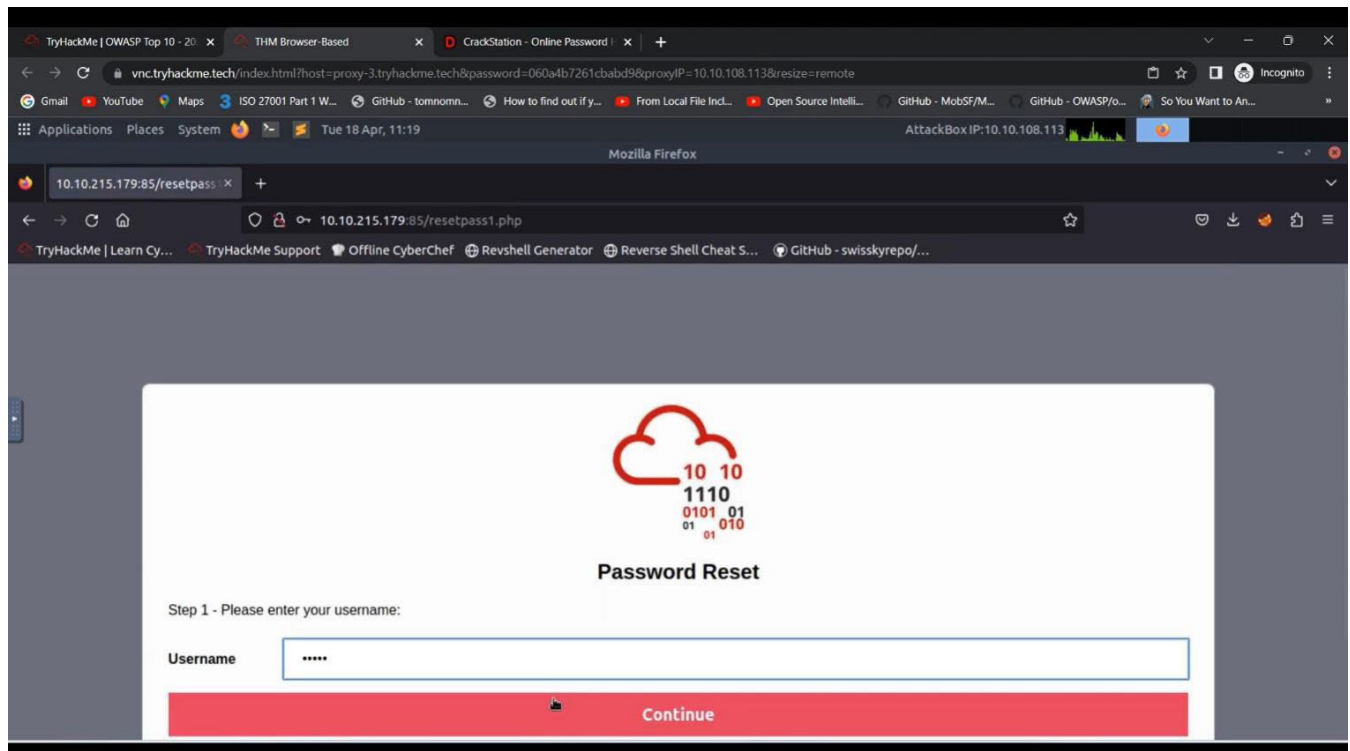 TryHackMe | OWASP Top 10 - 20
THM Browser-Based
CrackStation - Online Password H
vnc.tryhackme.tech/index.html?host=proxy-3.tryhackme.tech&password=060a4b7261cbabd9&proxyIP=10.10.108.113&resize=remote
Incognito
Gmail YouTube Maps ISO 27001 Part 1 W... GitHub - tomnomn... How to find out if y... From Local File Incl... Open Source Intelli... GitHub - MobSF/M... GitHub - OWASP/o... So You Want to An... »
Applications Places System Tue 18 Apr, 11:19 AttackBox IP:10.10.108.113
Mozilla Firefox
10.10.215.179:85/resetpass1
10.10.215.179:85/resetpass1.php
TryHackMe | Learn Cy... TryHackMe Support Offline CyberChef Revshell Generator Reverse Shell Cheat S... GitHub - swisskyrepo/...
10 10
1110
0101 01
01 010
01
Password Reset
Step 1 - Please enter your username:
Username •••••
Continue